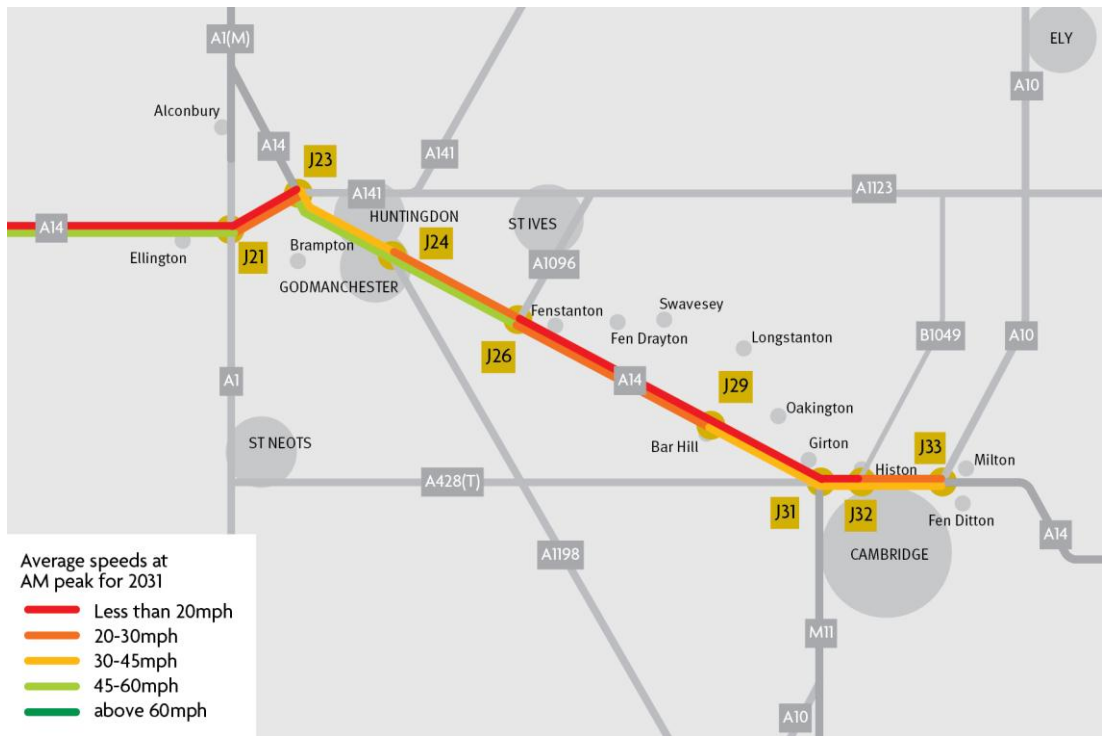 A1(M)
ELY
A10
Alconbury
A14
J23
A141
A141
A1123
HUNTINGDON
ST IVES
J24
A14
Ellington
J21
Brampton
GODMANCHESTER
A1096
Fenstanton
Swavesey
Fen Drayton
Longstanton
B1049
A10
J26
A14
J29
A1
Oakington
ST NEOTS
Bar Hill
Girton
J33
Histon
Milton
A428(T)
J31
J32
Fen Ditton
A14
CAMBRIDGE
A1198
M11
A10
Average speeds at
AM peak for 2031
Less than 20mph
20-30mph
30-45mph
45-60mph
above 60mph